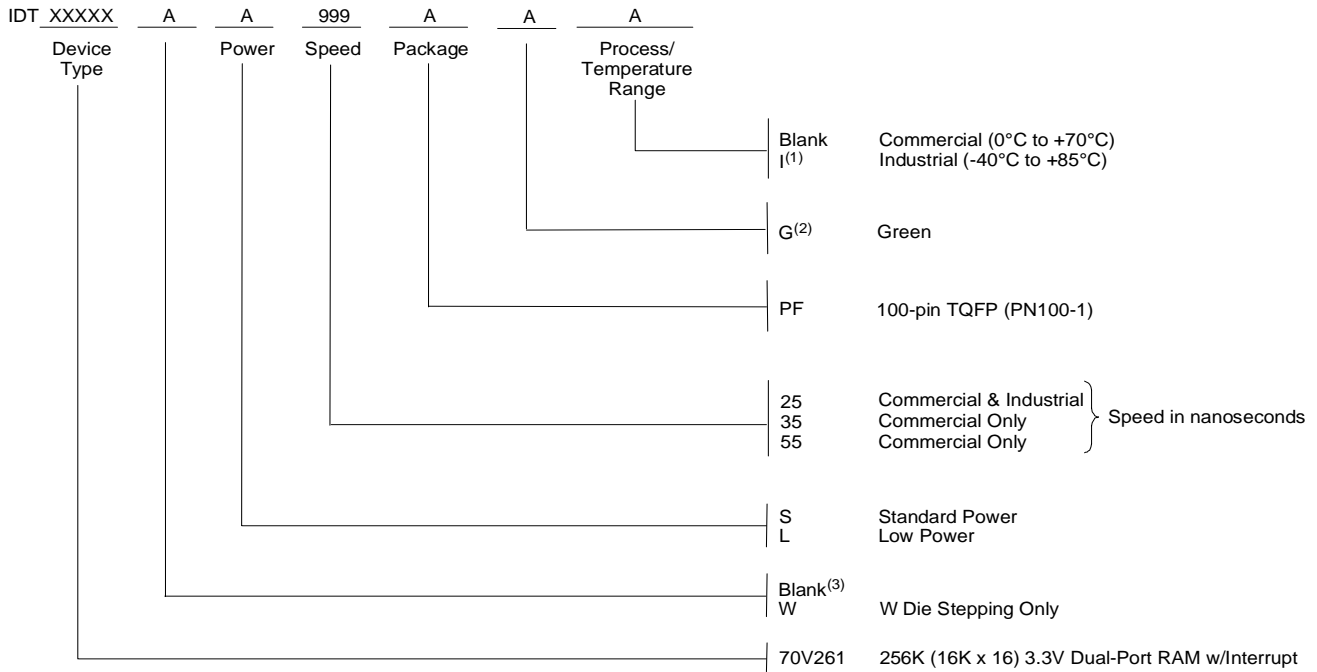 IDT XXXXX A A 999 A A A
Device Type Power Speed Package Process/ Temperature Range
Blank Commercial (0°C to +70°C)
I(1) Industrial (-40°C to +85°C)
G(2) Green
PF 100-pin TQFP (PN100-1)
25 Commercial & Industrial
35 Commercial Only
55 Commercial Only
Speed in nanoseconds
S Standard Power
L Low Power
Blank(3)
W W Die Stepping Only
70V261 256K (16K x 16) 3.3V Dual-Port RAM w/Interrupt